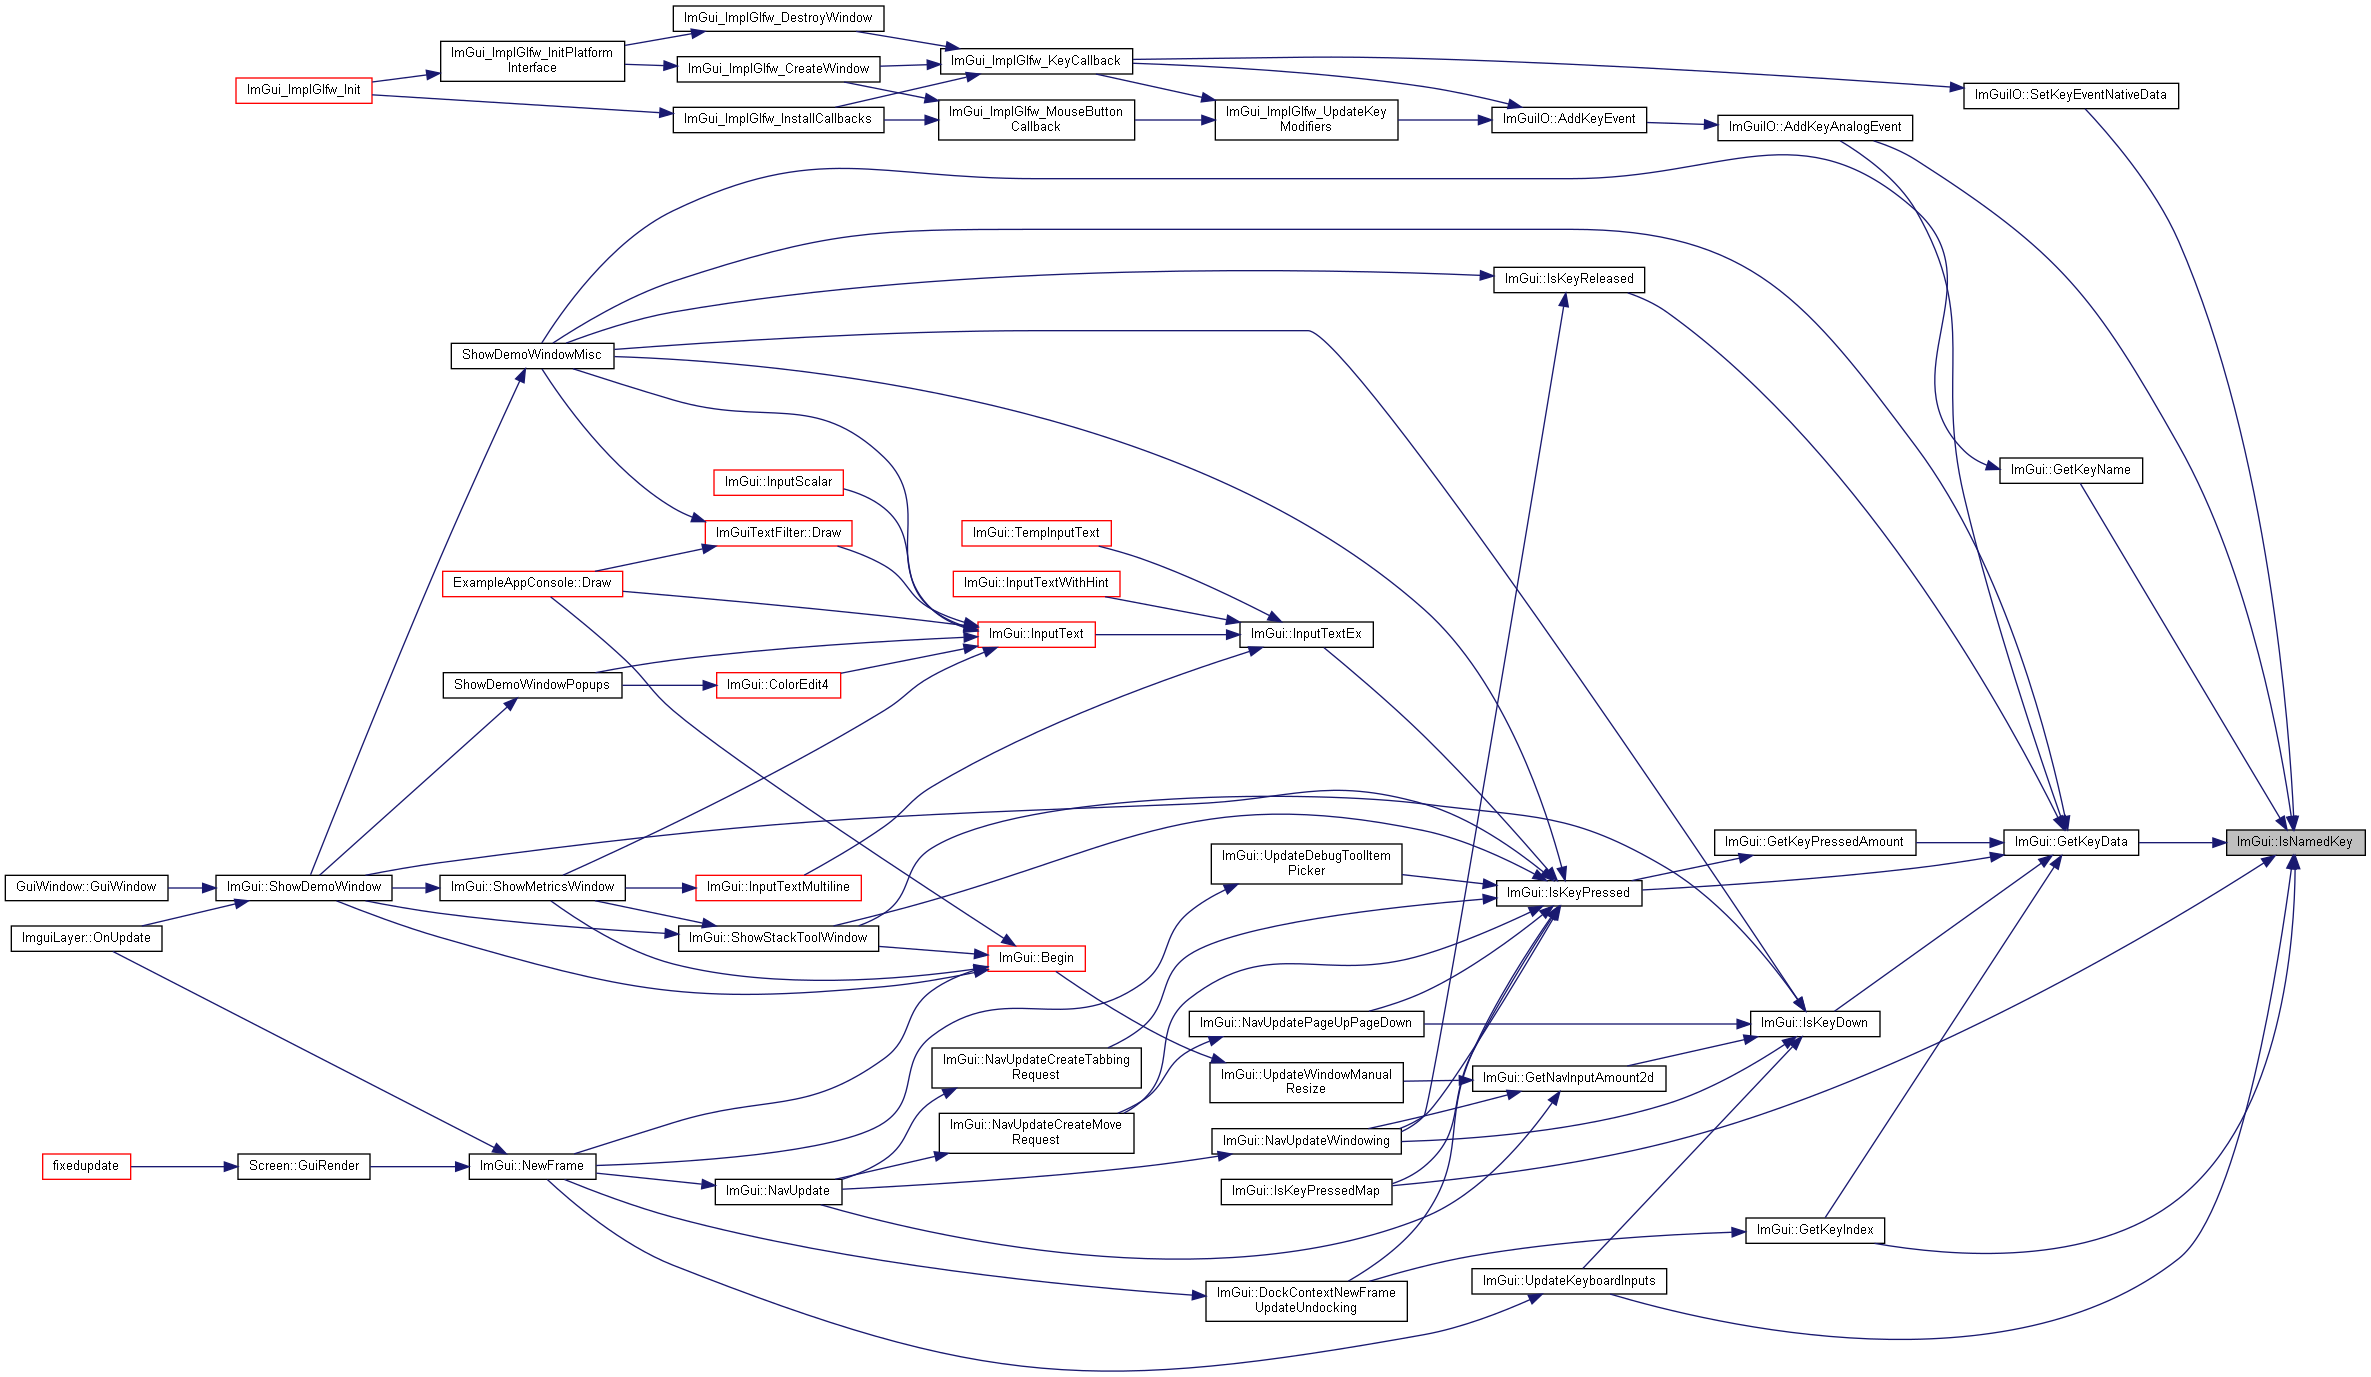 ImGui_ImplGlfw_DestroyWindow
ImGui_ImplGlfw_InitPlatform
Interface
ImGui_ImplGlfw_KeyCallback
ImGui_ImplGlfw_CreateWindow
ImGui_ImplGlfw_Init
ImGuiIO::SetKeyEventNativeData
ImGui_ImplGlfw_InstallCallbacks
ImGui_ImplGlfw_MouseButton
Callback
ImGui_ImplGlfw_UpdateKey
Modifiers
ImGuiIO::AddKeyEvent
ImGuiIO::AddKeyAnalogEvent
ImGui::IsKeyReleased
ShowDemoWindowMisc
ImGui::GetKeyName
ImGui::InputScalar
ImGuiTextFilter::Draw
ImGui::TempInputText
ExampleAppConsole::Draw
ImGui::InputTextWithHint
ImGui::InputText
ImGui::InputTextEx
ShowDemoWindowPopups
ImGui::ColorEdit4
ImGui::GetKeyPressedAmount
ImGui::GetKeyData
ImGui::IsNamedKey
ImGui::UpdateDebugToolItem
Picker
GuiWindow::GuiWindow
ImGui::ShowDemoWindow
ImGui::ShowMetricsWindow
ImGui::InputTextMultiline
ImGui::IsKeyPressed
ImguiLayer::OnUpdate
ImGui::ShowStackToolWindow
ImGui::Begin
ImGui::NavUpdatePageUpPageDown
ImGui::IsKeyDown
ImGui::NavUpdateCreateTabbing
Request
ImGui::UpdateWindowManual
Resize
ImGui::GetNavInputAmount2d
ImGui::NavUpdateCreateMove
Request
ImGui::NavUpdateWindowing
fixedupdate
Screen::GuiRender
ImGui::NewFrame
ImGui::NavUpdate
ImGui::IsKeyPressedMap
ImGui::GetKeyIndex
ImGui::DockContextNewFrame
UpdateUndocking
ImGui::UpdateKeyboardInputs